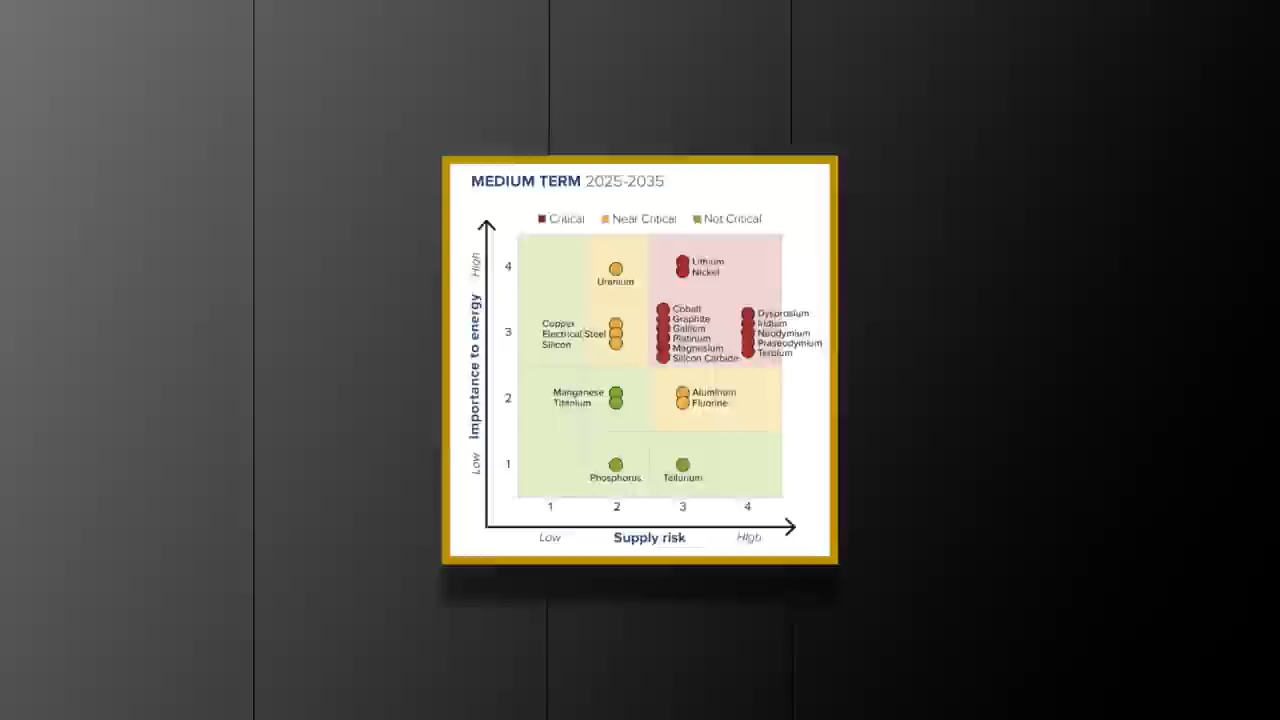 MEDIUM TERM 2025-2035
Critical Near Critical Not Critical
High
Importance to energy
Low
4
3
2
1
Uranium
Lithium
Nickel
Copper
Electrical Steel
Silicon
Cobalt
Graphite
Gallium
Platinum
Magnesium
Silicon Carbide
Dysprosium
Iridium
Neodymium
Praseodymium
Terbium
Manganese
Titanium
Aluminum
Fluorine
Phosphorus
Tellurium
1 2 3 4
Low Supply risk High